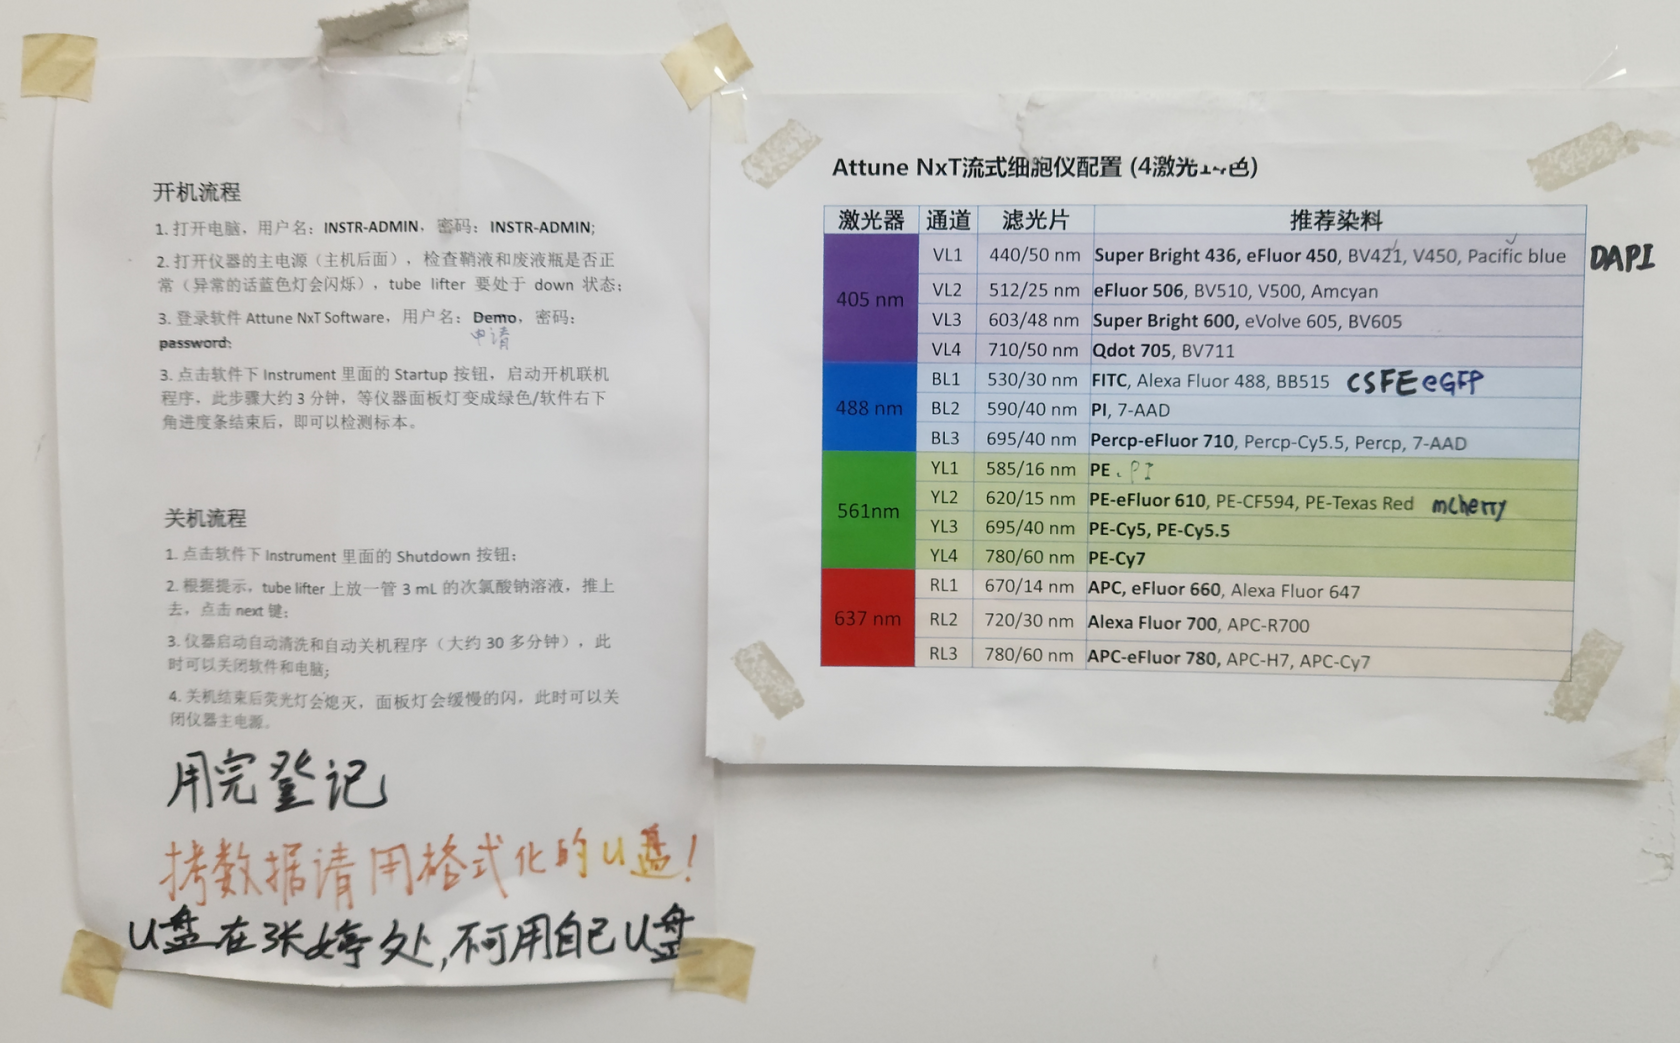 开机流程
1. 打开电脑，用户名：INSTR-ADMIN，密码：INSTR-ADMIN;
2. 打开仪器的主电源（主机后面），检查鞘液和废液瓶是否正
常（异常的话蓝色灯会闪烁），tube lifter 要处于 down 状态；
3. 登录软件 Attune NxT Software，用户名：Demo，密码：
申请
password;
3. 点击软件下 Instrument 里面的 Startup 按钮，启动开机联机
程序，此步骤大约 3 分钟，等仪器面板灯变成绿色/软件右下
角进度条结束后，即可以检测标本。
关机流程
1. 点击软件下 Instrument 里面的 Shutdown 按钮；
2. 根据提示，tube lifter 上放一管 3 mL 的次氯酸钠溶液，推上
去，点击 next 键；
3. 仪器启动自动清洗和自动关机程序（大约 30 多分钟），此
时可以关闭软件和电脑；
4. 关机结束后荧光灯会熄灭，面板灯会缓慢的闪，此时可以关
闭仪器主电源。
用完登记
拷数据请用格式化的U盘！
U盘在张婷处，不可用自己U盘
Attune NxT流式细胞仪配置 (4激光色)
激光器 通道 滤光片 推荐染料
405 nm
VL1 440/50 nm Super Bright 436, eFluor 450, BV421, V450, Pacific blue DAPI
VL2 512/25 nm eFluor 506, BV510, V500, Amcyan
VL3 603/48 nm Super Bright 600, eVolve 605, BV605
VL4 710/50 nm Qdot 705, BV711
488 nm
BL1 530/30 nm FITC, Alexa Fluor 488, BB515 CSFE eGFP
BL2 590/40 nm PI, 7-AAD
BL3 695/40 nm Percp-eFluor 710, Percp-Cy5.5, Percp, 7-AAD
561nm
YL1 585/16 nm PE、PI
YL2 620/15 nm PE-eFluor 610, PE-CF594, PE-Texas Red mCherry
YL3 695/40 nm PE-Cy5, PE-Cy5.5
YL4 780/60 nm PE-Cy7
637 nm
RL1 670/14 nm APC, eFluor 660, Alexa Fluor 647
RL2 720/30 nm Alexa Fluor 700, APC-R700
RL3 780/60 nm APC-eFluor 780, APC-H7, APC-Cy7